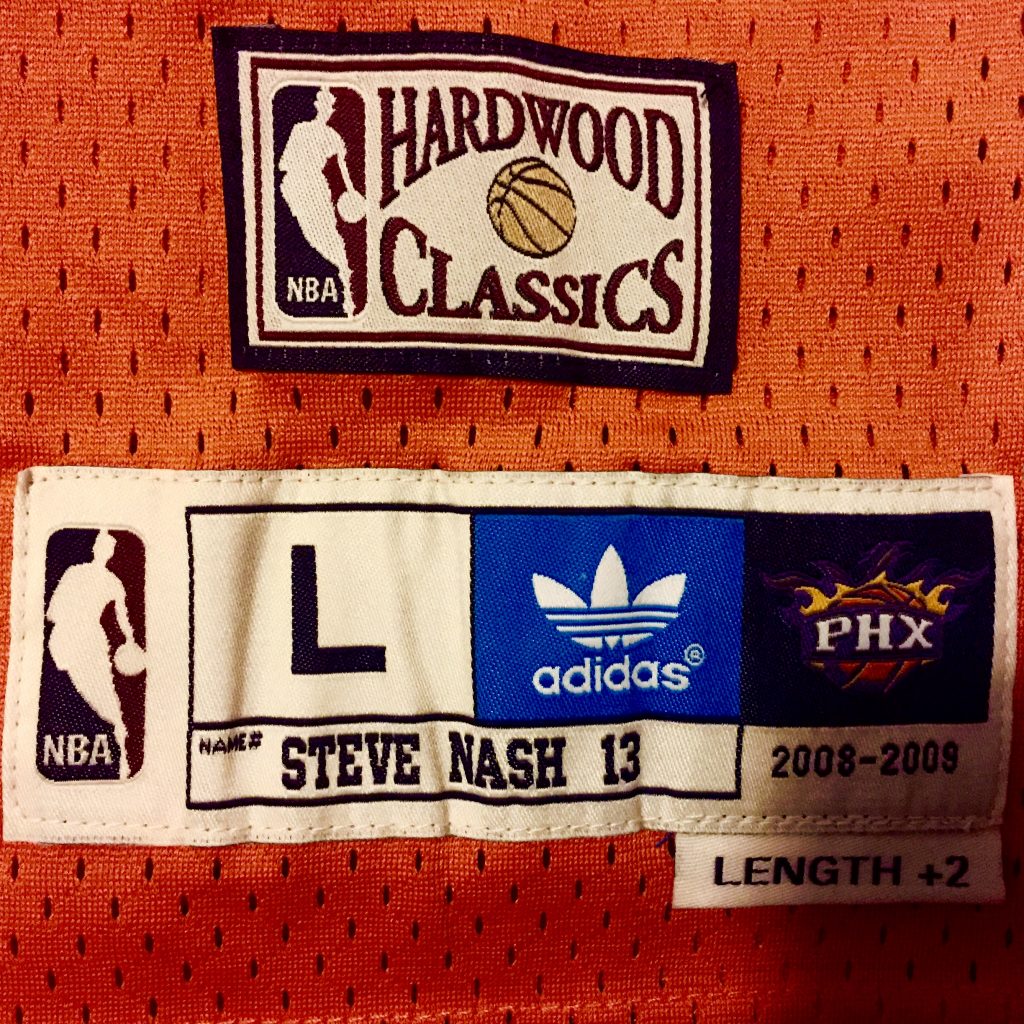 HARDWOOD
CLASSICS
NBA
L
adidas®
PHX
NBA
NAME# STEVE NASH 13
2008-2009
LENGTH +2